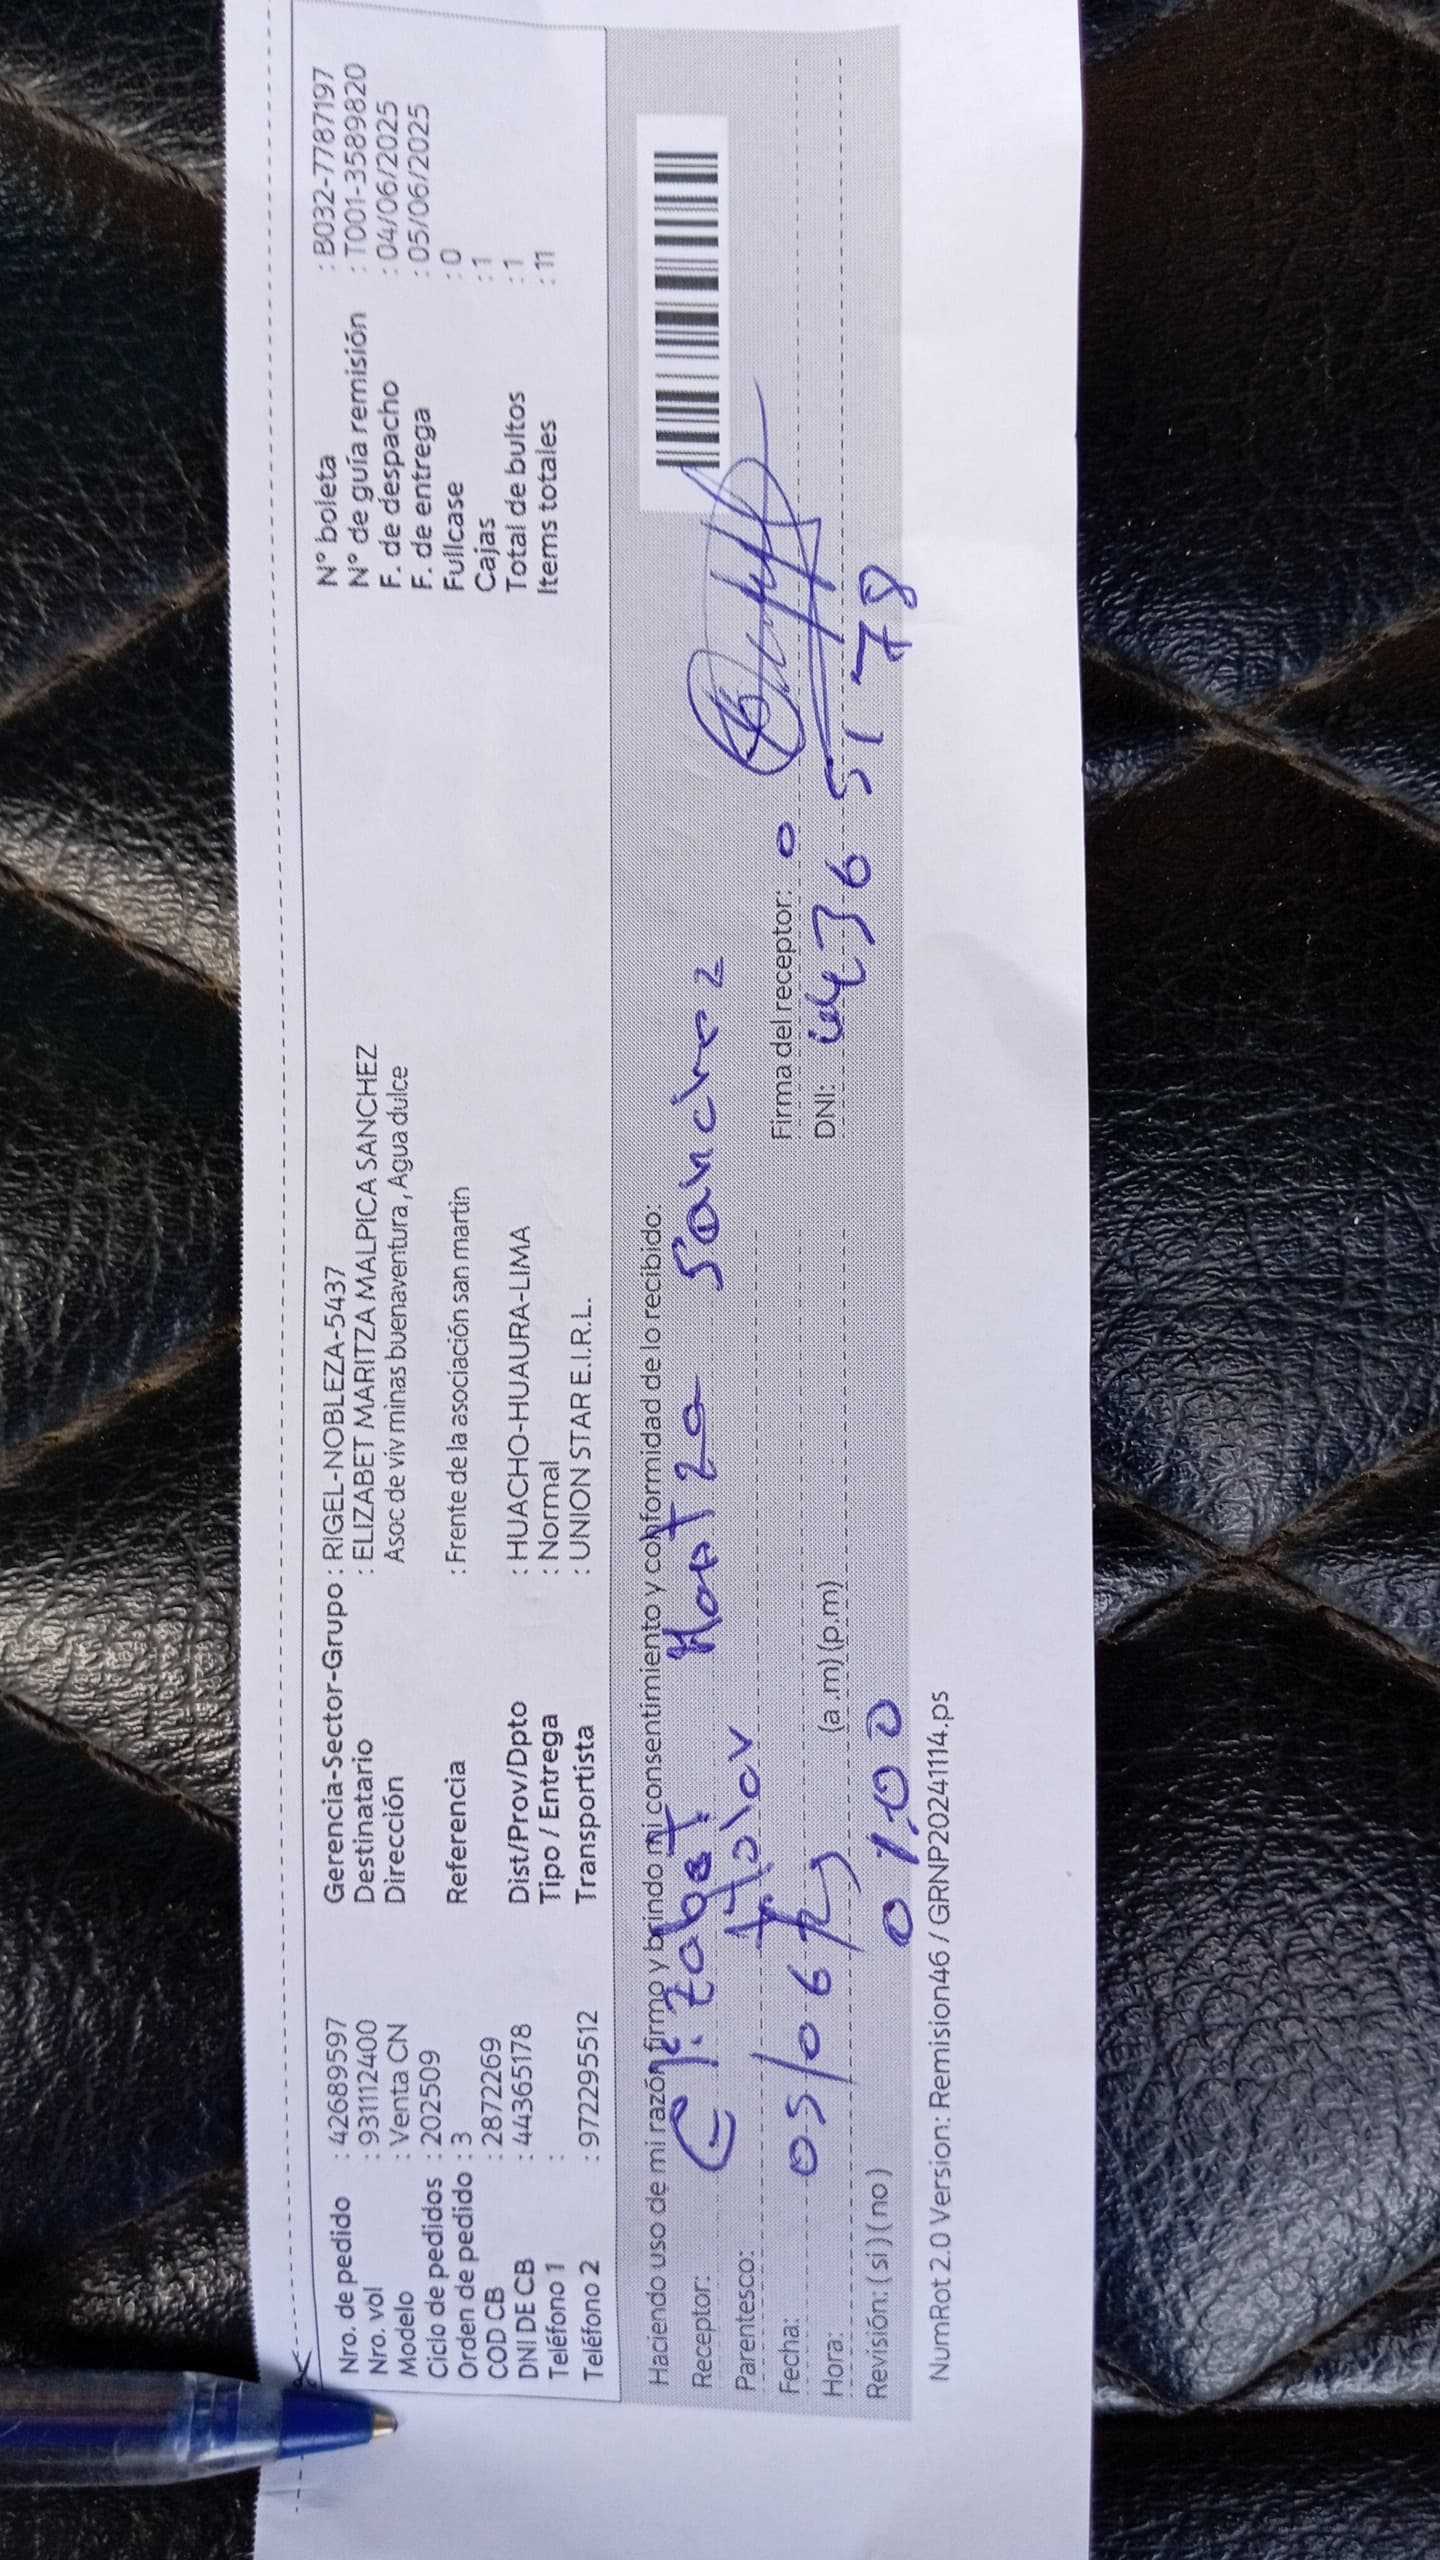 Nro. de pedido : 42689597
Nro. vol : 931112400
Modelo : Venta CN
Ciclo de pedidos : 202509
Orden de pedido : 3
COD CB : 2872269
DNI DE CB : 44365178
Teléfono 1 :
Teléfono 2 : 972295512
Gerencia-Sector-Grupo : RIGEL-NOBLEZA-5437
Destinatario : ELIZABET MARITZA MALPICA SANCHEZ
Dirección Asoc de viv minas buenaventura , Agua dulce
Referencia : Frente de la asociación san martin
Dist/Prov/Dpto : HUACHO-HUAURA-LIMA
Tipo / Entrega : Normal
Transportista : UNION STAR E.I.R.L.
N° boleta : B032-7787197
N° de guía remisión : T001-3589820
F. de despacho : 04/06/2025
F. de entrega : 05/06/2025
Fullcase : 0
Cajas : 1
Total de bultos : 1
Items totales : 11
Haciendo uso de mi razón firmo y brindo mi consentimiento y conformidad de lo recibido:
Receptor: Sanchez
Parentesco:
Fecha: 05/06/
Hora: (a.m) (p.m)
Revisión: ( si ) ( no ) 01:00
Firma del receptor:
DNI: 44365178
NumRot 2.0 Version: Remision46 / GRNP20241114.ps